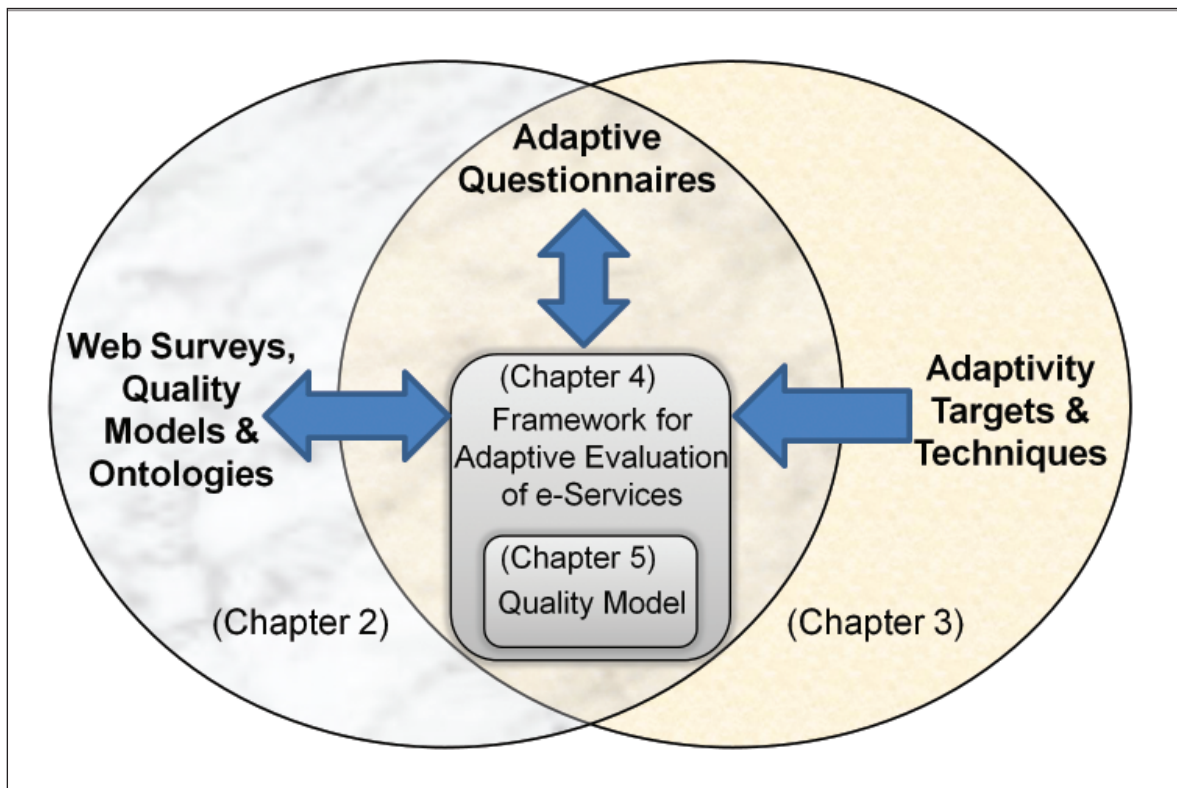 Adaptive
Questionnaires
Web Surveys,
Quality
Models &
Ontologies
(Chapter 4)
Framework for
Adaptive Evaluation
of e-Services
(Chapter 5)
Quality Model
Adaptivity
Targets &
Techniques
(Chapter 2)
(Chapter 3)